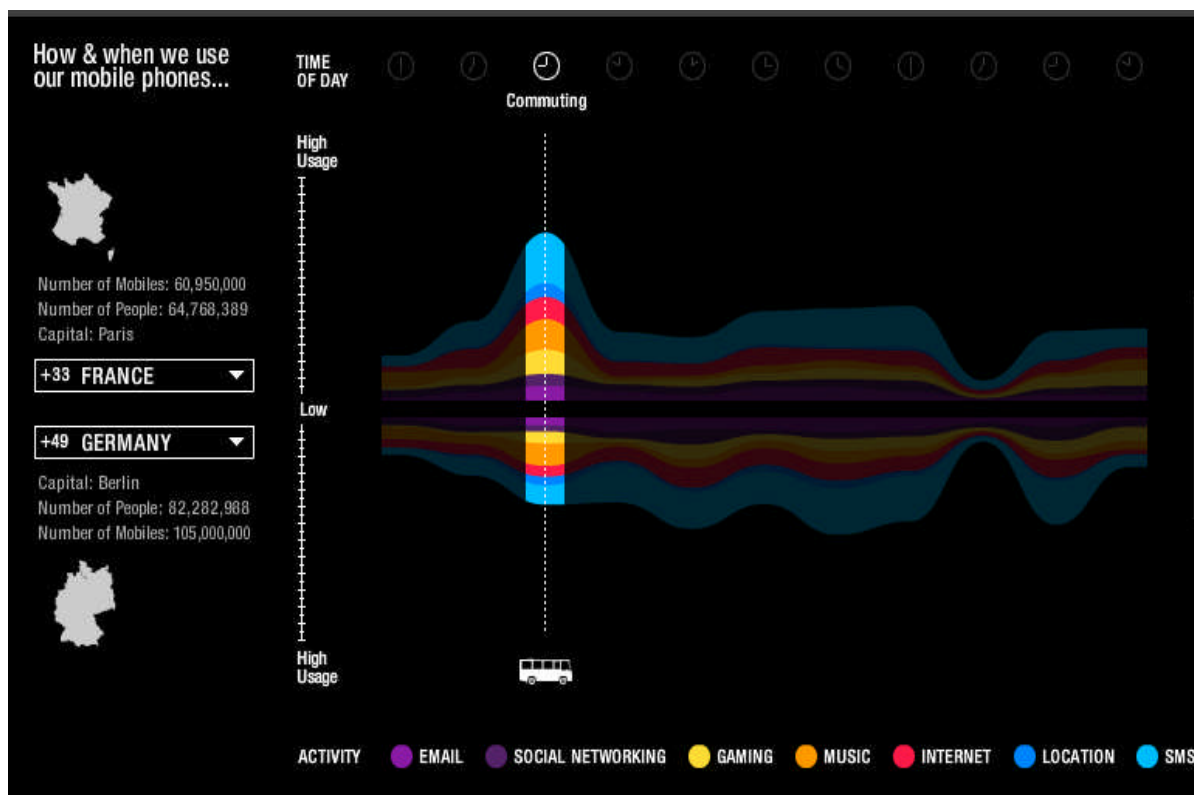 How & when we use
our mobile phones...
TIME
OF DAY
Commuting
High
Usage
Number of Mobiles: 60,950,000
Number of People: 64,768,389
Capital: Paris
+33 FRANCE
Low
+49 GERMANY
Capital: Berlin
Number of People: 82,282,988
Number of Mobiles: 105,000,000
High
Usage
ACTIVITY EMAIL SOCIAL NETWORKING GAMING MUSIC INTERNET LOCATION SMS